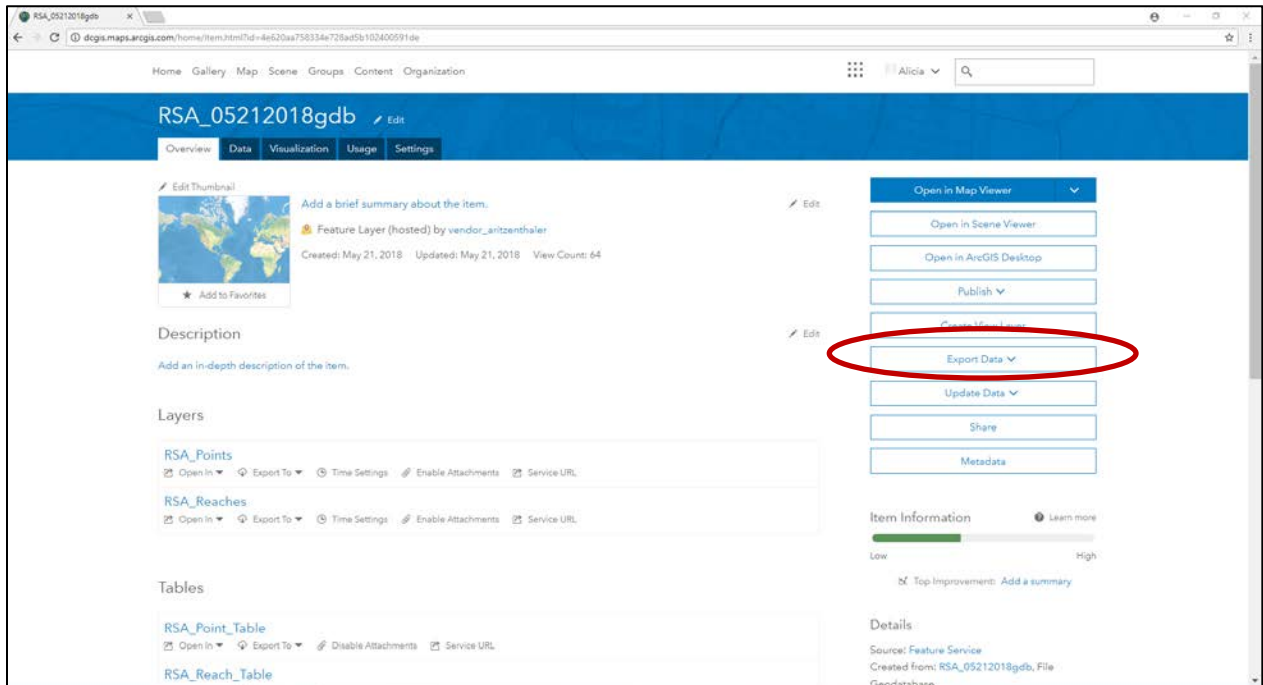 RSA_05212018gdb
dcgis.maps.arcgis.com/home/item.html?id=4e620aa758334e728ad5b102400591de
Home Gallery Map Scene Groups Content Organization
Alicia
RSA_05212018gdb Edit
Overview Data Visualization Usage Settings
Edit Thumbnail
Add a brief summary about the item.
Edit
Feature Layer (hosted) by vendor_aritzenthaler
Created: May 21, 2018 Updated: May 21, 2018 View Count: 64
Add to Favorites
Description
Edit
Add an in-depth description of the item.
Layers
RSA_Points
Open In Export To Time Settings Enable Attachments Service URL
RSA_Reaches
Open In Export To Time Settings Enable Attachments Service URL
Tables
RSA_Point_Table
Open In Export To Disable Attachments Service URL
RSA_Reach_Table
Open in Map Viewer
Open in Scene Viewer
Open in ArcGIS Desktop
Publish
Create View Layer
Export Data
Update Data
Share
Metadata
Item Information Learn more
Low High
Top Improvement: Add a summary
Details
Source: Feature Service
Created from: RSA_05212018gdb, File
Geodatabase